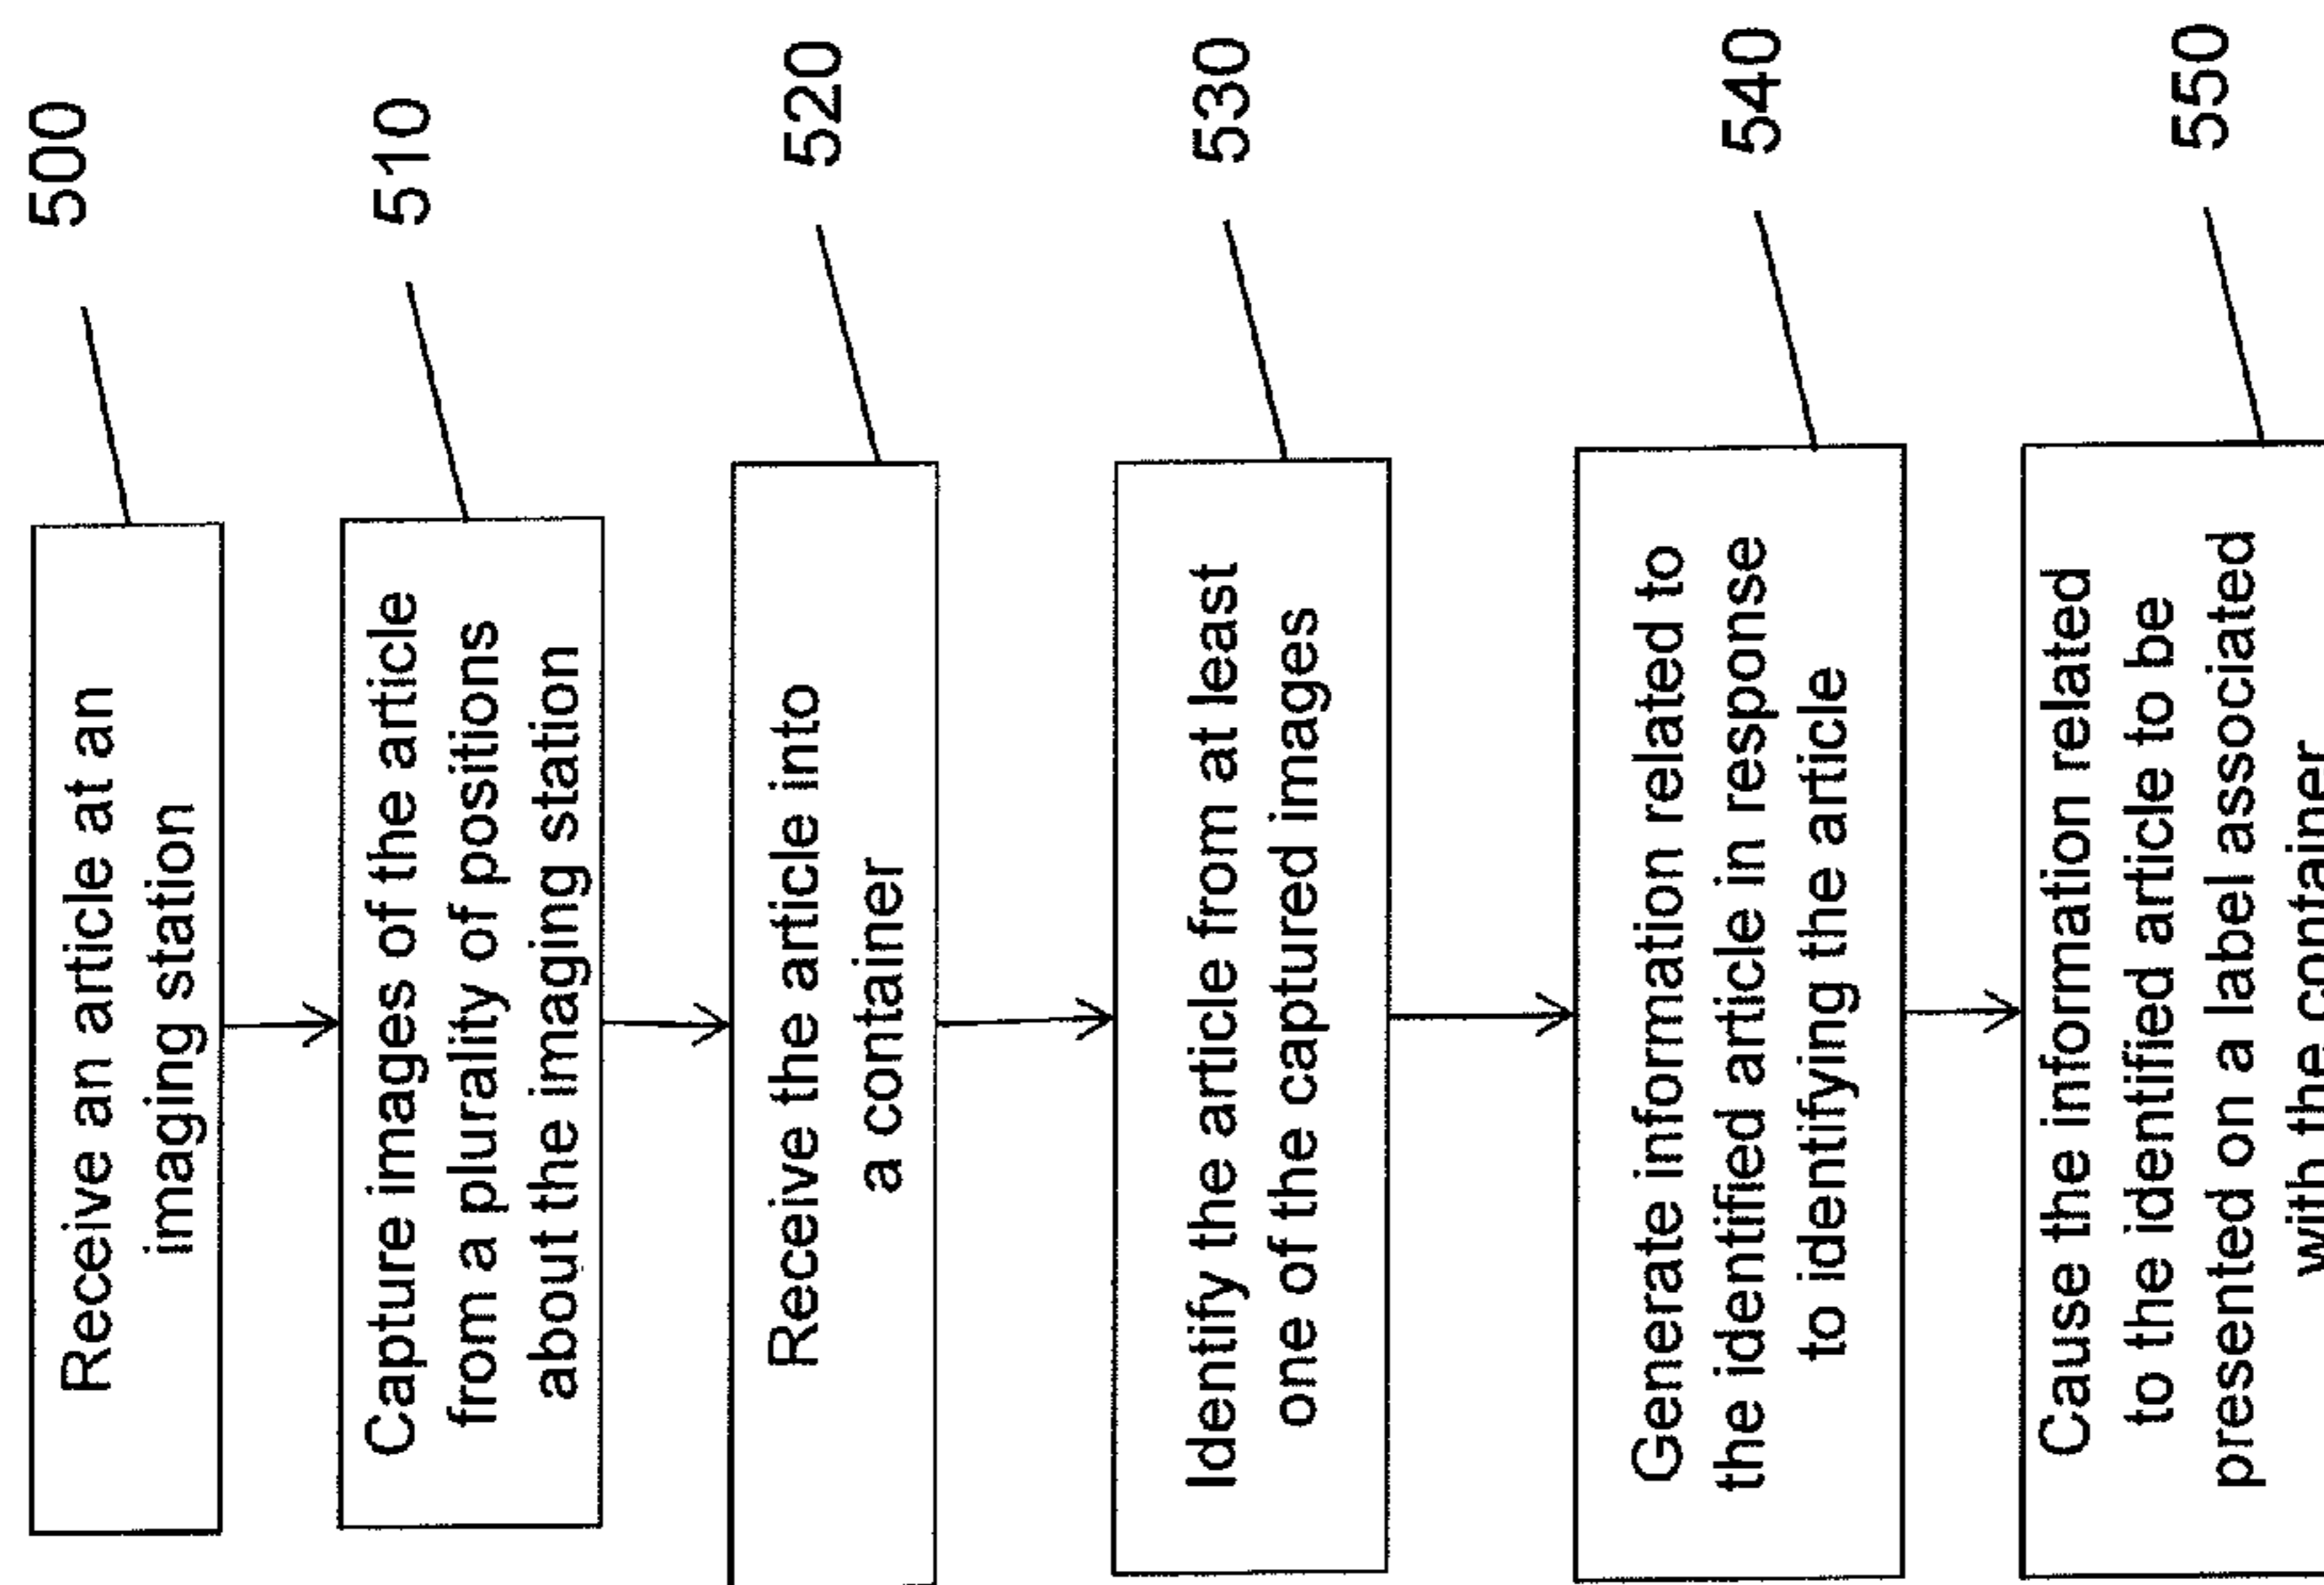 500
Receive an article at an
imaging station
510
Capture images of the article
from a plurality of positions
about the imaging station
520
Receive the article into
a container
530
Identify the article from at least
one of the captured images
540
Generate information related to
the identified article in response
to identifying the article
550
Cause the information related
to the identified article to be
presented on a label associated
with the container